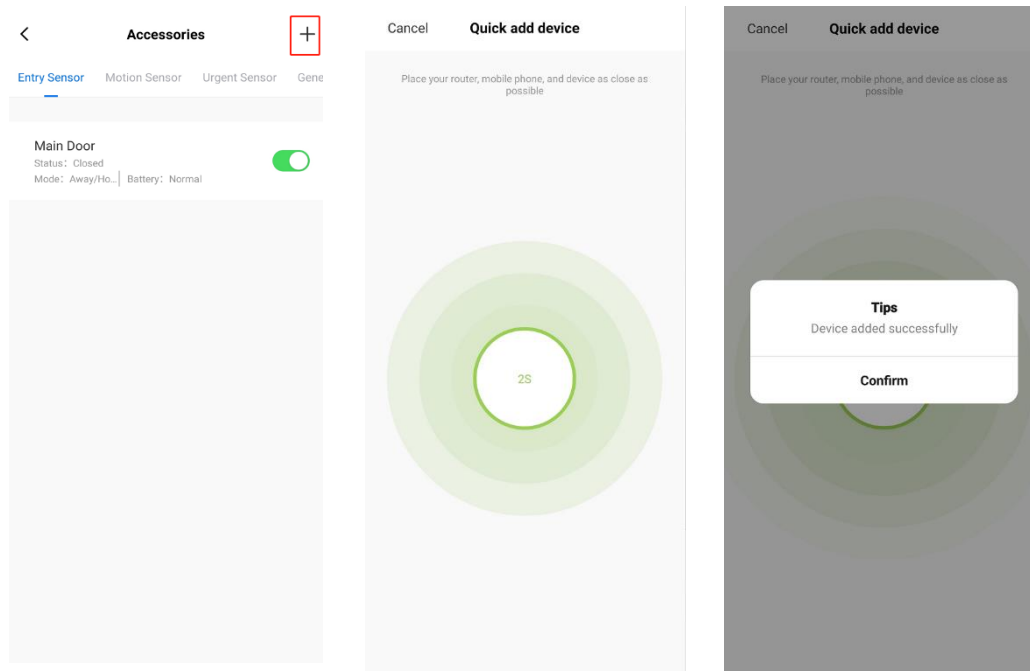 Accessories
Entry Sensor Motion Sensor Urgent Sensor Gene
Main Door
Status: Closed
Mode: Away/Ho... Battery: Normal
Cancel Quick add device
Place your router, mobile phone, and device as close as
possible
2S
Cancel Quick add device
Place your router, mobile phone, and device as close as
possible
Tips
Device added successfully
Confirm